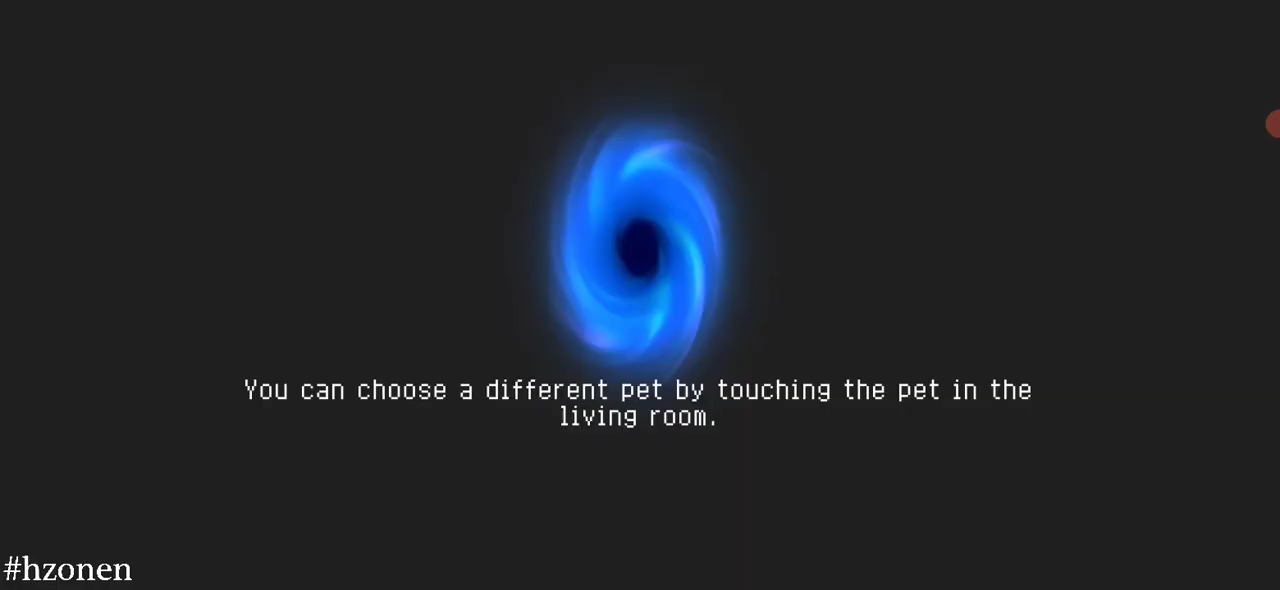 You can choose a different pet by touching the pet in the
living room.
#hzonen